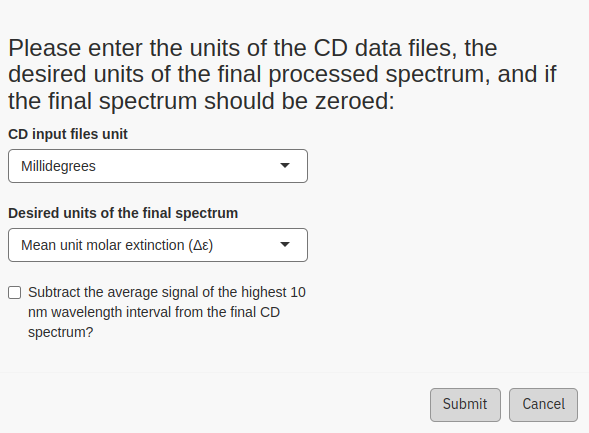 Please enter the units of the CD data files, the
desired units of the final processed spectrum, and if
the final spectrum should be zeroed:
CD input files unit
Millidegrees
Desired units of the final spectrum
Mean unit molar extinction (Δε)
Subtract the average signal of the highest 10
nm wavelength interval from the final CD
spectrum?
Submit Cancel